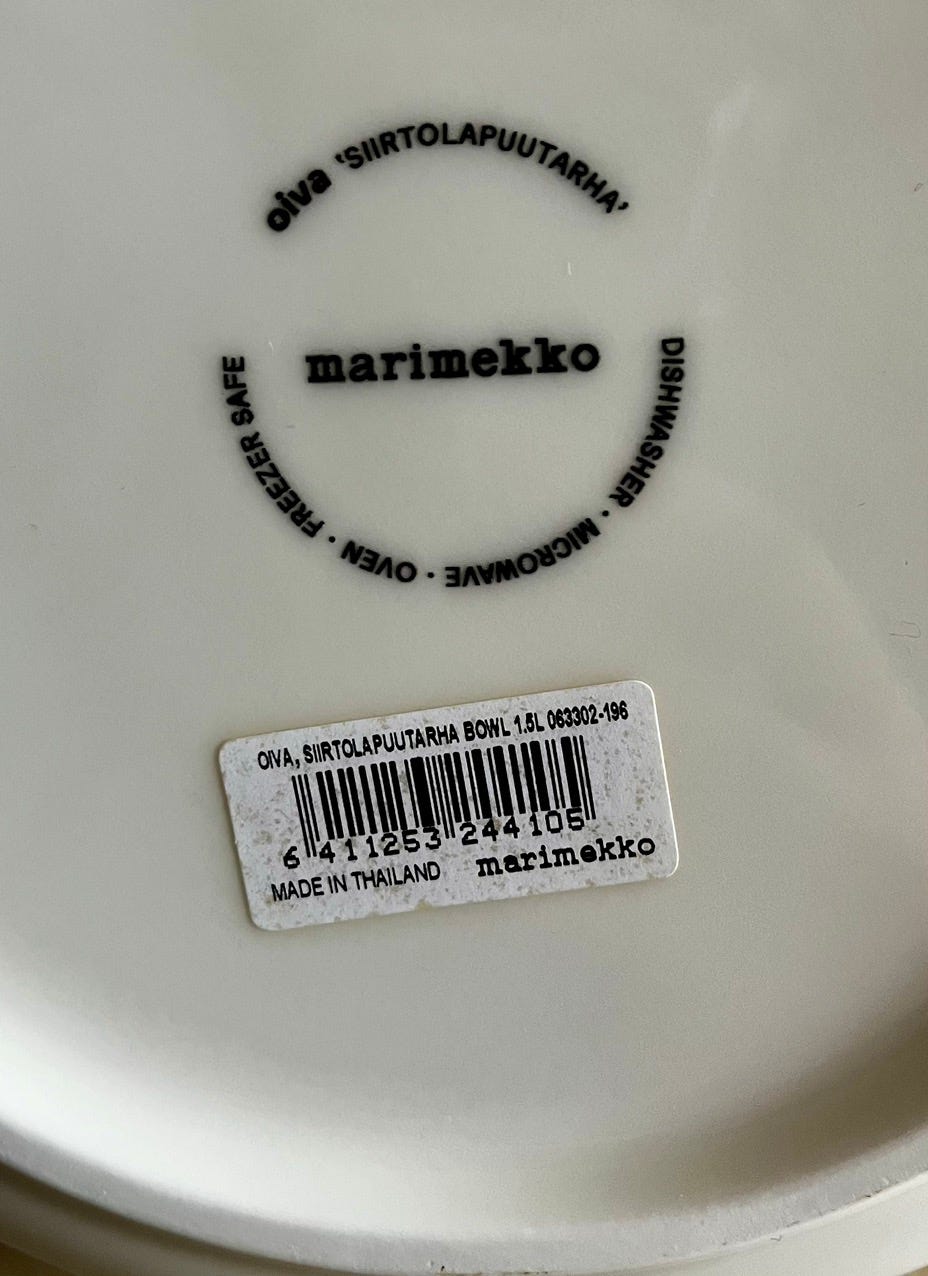 oiva 'SIIRTOLAPUUTARHA'
marimekko
DISHWASHER · MICROWAVE · OVEN · FREEZER SAFE
OIVA, SIIRTOLAPUUTARHA BOWL 1.5L 063302-196
6 411253 244105
MADE IN THAILAND marimekko